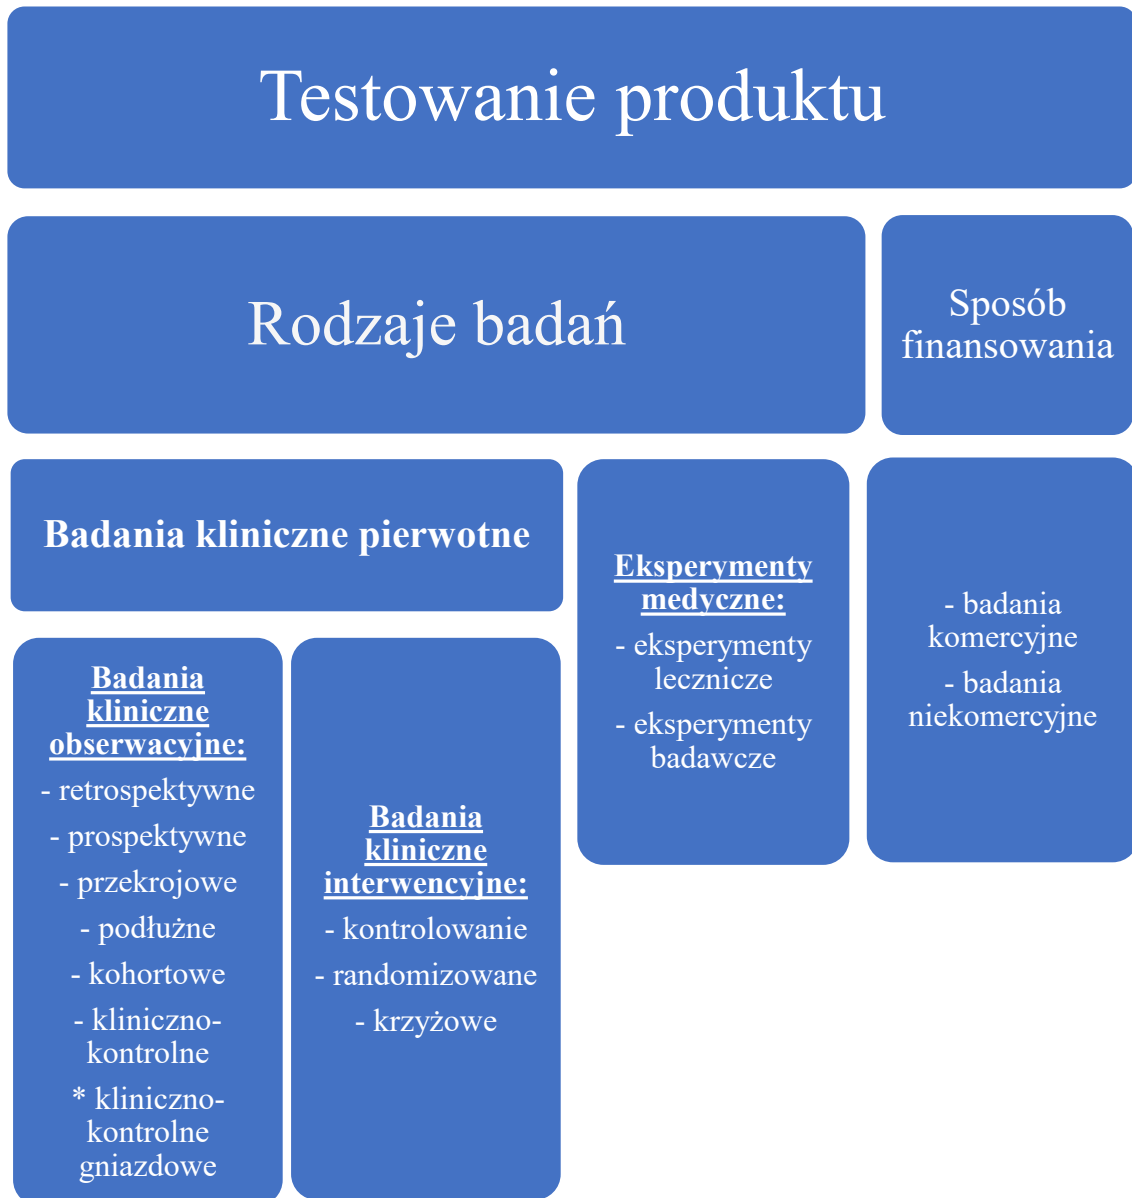 Testowanie produktu
Rodzaje badań
Sposób
finansowania
Badania kliniczne pierwotne
Badania
kliniczne
obserwacyjne:
- retrospektywne
- prospektywne
- przekrojowe
- podłużne
- kohortowe
- kliniczno-
kontrolne
* kliniczno-
kontrolne
gniazdowe
Badania
kliniczne
interwencyjne:
- kontrolowanie
- randomizowane
- krzyżowe
Eksperymenty
medyczne:
- eksperymenty
lecznicze
- eksperymenty
badawcze
- badania
komercyjne
- badania
niekomercyjne